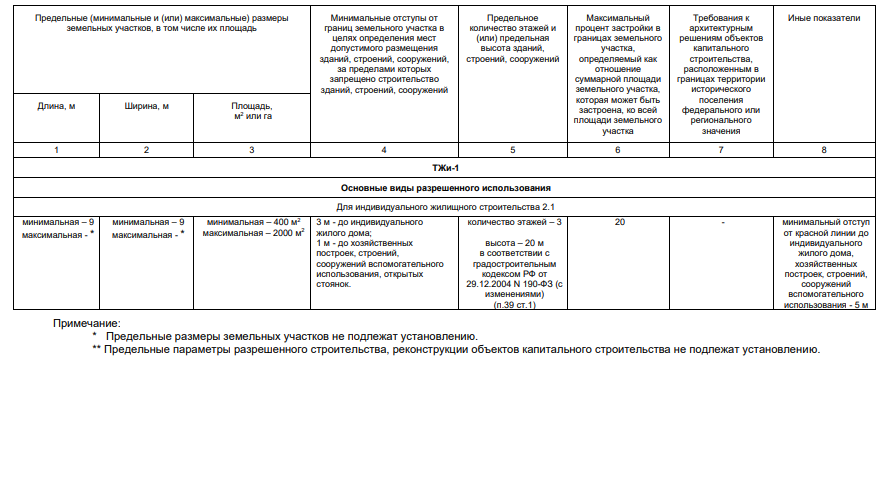 Предельные (минимальные и (или) максимальные) размеры
земельных участков, в том числе их площадь
Длина, м
Ширина, м
Площадь,
м² или га
Минимальные отступы от
границ земельного участка в
целях определения мест
допустимого размещения
зданий, строений, сооружений,
за пределами которых
запрещено строительство
зданий, строений, сооружений
Предельное
количество этажей и
(или) предельная
высота зданий,
строений, сооружений
Максимальный
процент застройки в
границах земельного
участка,
определяемый как
отношение
суммарной площади
земельного участка,
которая может быть
застроена, ко всей
площади земельного
участка
Требования к
архитектурным
решениям объектов
капитального
строительства,
расположенным в
границах территории
исторического
поселения
федерального или
регионального
значения
Иные показатели
1 2 3 4 5 6 7 8
ТЖи-1
Основные виды разрешенного использования
Для индивидуального жилищного строительства 2.1
минимальная – 9
максимальная - *
минимальная – 9
максимальная - *
минимальная – 400 м²
максимальная – 2000 м²
3 м - до индивидуального
жилого дома;
1 м - до хозяйственных
построек, строений,
сооружений вспомогательного
использования, открытых
стоянок.
количество этажей – 3
высота – 20 м
в соответствии с
градостроительным
кодексом РФ от
29.12.2004 N 190-ФЗ (с
изменениями)
(п.39 ст.1)
20
-
минимальный отступ
от красной линии до
индивидуального
жилого дома,
хозяйственных
построек, строений,
сооружений
вспомогательного
использования - 5 м
Примечание:
* Предельные размеры земельных участков не подлежат установлению.
** Предельные параметры разрешенного строительства, реконструкции объектов капитального строительства не подлежат установлению.